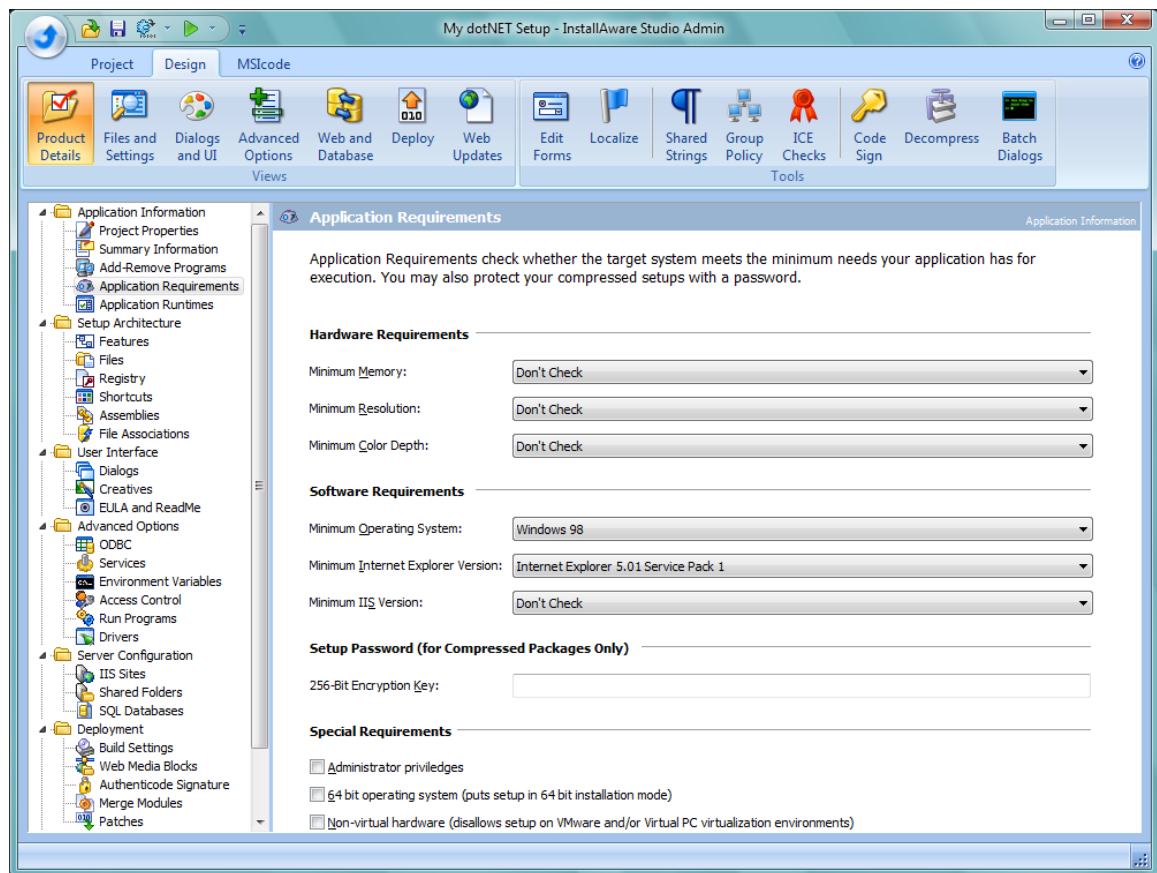 My dotNET Setup - InstallAware Studio Admin
Project Design MSIcode
Product Details
Files and Settings
Dialogs and UI
Advanced Options
Web and Database
Deploy
Web Updates
Views
Edit Forms
Localize
Shared Strings
Group Policy
ICE Checks
Code Sign
Decompress
Batch Dialogs
Tools
Application Information
Project Properties
Summary Information
Add-Remove Programs
Application Requirements
Application Runtimes
Setup Architecture
Features
Files
Registry
Shortcuts
Assemblies
File Associations
User Interface
Dialogs
Creatives
EULA and ReadMe
Advanced Options
ODBC
Services
Environment Variables
Access Control
Run Programs
Drivers
Server Configuration
IIS Sites
Shared Folders
SQL Databases
Deployment
Build Settings
Web Media Blocks
Authenticode Signature
Merge Modules
Patches
Application Requirements
Application Information
Application Requirements check whether the target system meets the minimum needs your application has for
execution. You may also protect your compressed setups with a password.
Hardware Requirements
Minimum Memory: Don't Check
Minimum Resolution: Don't Check
Minimum Color Depth: Don't Check
Software Requirements
Minimum Operating System: Windows 98
Minimum Internet Explorer Version: Internet Explorer 5.01 Service Pack 1
Minimum IIS Version: Don't Check
Setup Password (for Compressed Packages Only)
256-Bit Encryption Key:
Special Requirements
Administrator priviledges
64 bit operating system (puts setup in 64 bit installation mode)
Non-virtual hardware (disallows setup on VMware and/or Virtual PC virtualization environments)